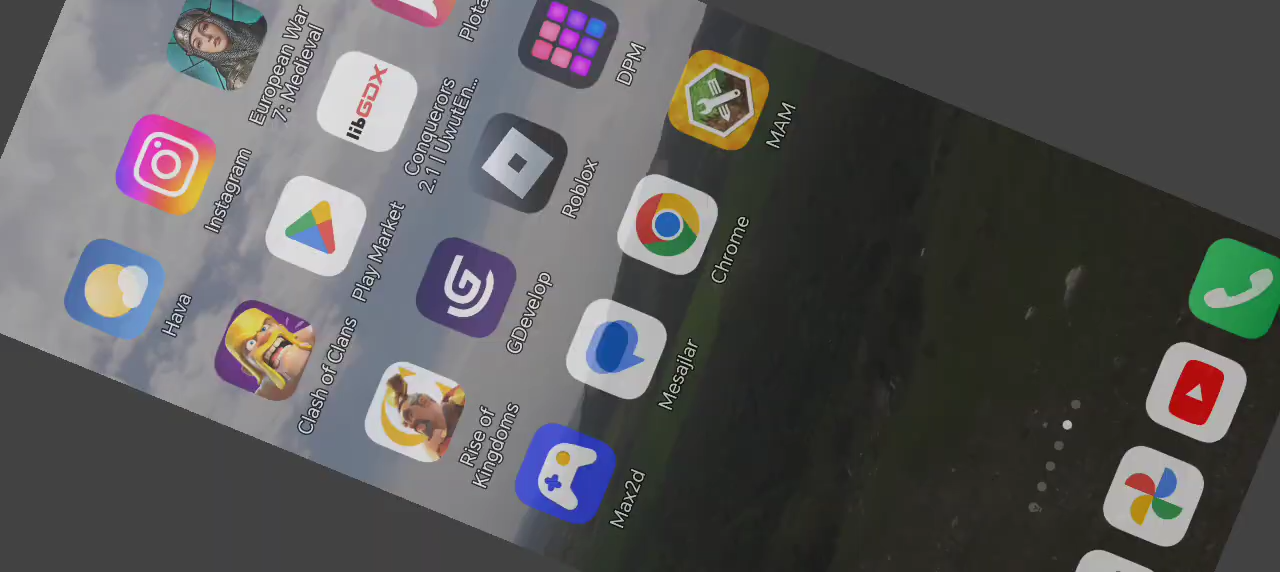 Hava
Instagram
European War
7: Medieval
Clash of Clans
Play Market
libGDX
Conquerors
2.1 | UwutEn...
Rise of
Kingdoms
GDevelop
Roblox
DPM
Max2d
Mesajlar
Chrome
MAM